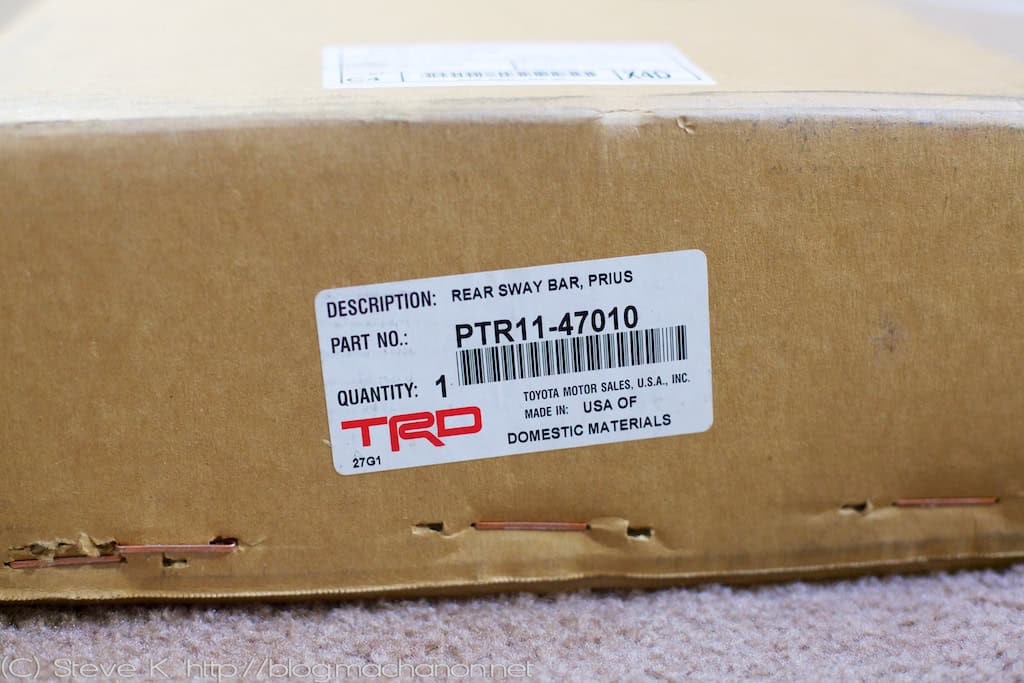 X4D
DESCRIPTION: REAR SWAY BAR, PRIUS
PART NO.: PTR11-47010
QUANTITY: 1
TOYOTA MOTOR SALES, U.S.A., INC.
MADE IN: USA OF
DOMESTIC MATERIALS
TRD
27G1
(C) Steve K. http://blog.machanon.net